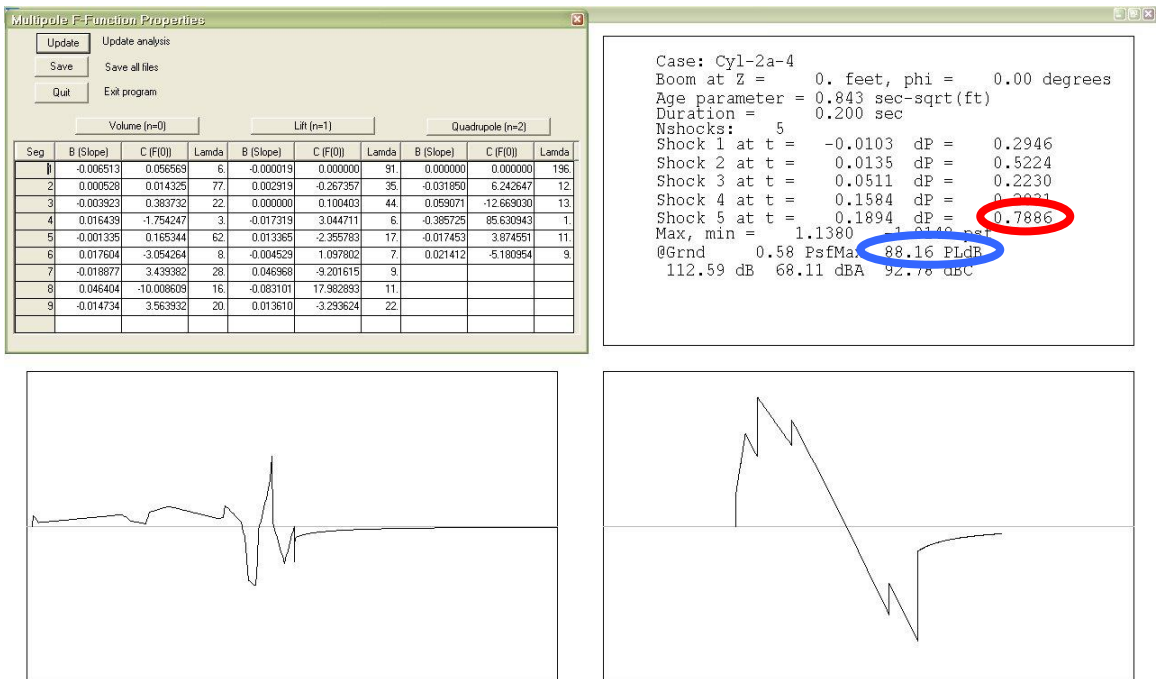 Multipole F-Function Properties
Update Update analysis
Save Save all files
Quit Exit program
Volume (n=0) Lift (n=1) Quadrupole (n=2)
Seg B (Slope) C (F(0)) Lamda B (Slope) C (F(0)) Lamda B (Slope) C (F(0)) Lamda
1 -0.006513 0.056569 6. -0.000019 0.000000 91. 0.000000 0.000000 196.
2 0.000528 0.014325 77. 0.002919 -0.267357 35. -0.031850 6.242647 12.
3 -0.003923 0.383732 22. 0.000000 0.100403 44. 0.059071 -12.669030 13.
4 0.016439 -1.754247 3. -0.017319 3.044711 6. -0.385725 85.630943 1.
5 -0.001335 0.165344 62. 0.013365 -2.355783 17. -0.017453 3.874551 11.
6 0.017604 -3.054264 8. -0.004529 1.097802 7. 0.021412 -5.180954 9.
7 -0.018877 3.439382 28. 0.046968 -9.201615 9.
8 0.046404 -10.008609 16. -0.083101 17.982893 11.
9 -0.014734 3.563932 20. 0.013610 -3.293624 22.
Case: Cyl-2a-4
Boom at Z = 0. feet, phi = 0.00 degrees
Age parameter = 0.843 sec-sqrt(ft)
Duration = 0.200 sec
Nshocks: 5
Shock 1 at t = -0.0103 dP = 0.2946
Shock 2 at t = 0.0135 dP = 0.5224
Shock 3 at t = 0.0511 dP = 0.2230
Shock 4 at t = 0.1584 dP =
Shock 5 at t = 0.1894 dP = 0.7886
Max, min = 1.1380 psf
@Grnd 0.58 PsfMax 88.16 PLdB
112.59 dB 68.11 dBA 92.78 dBC